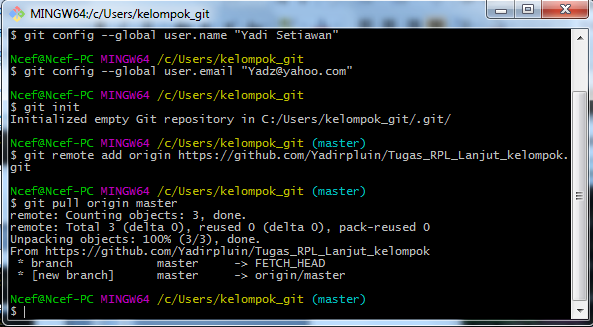 MINGW64:/c/Users/kelompok_git
$ git config --global user.name "Yadi Setiawan"
Ncef@Ncef-PC MINGW64 /c/Users/kelompok_git
$ git config --global user.email "Yadz@yahoo.com"
Ncef@Ncef-PC MINGW64 /c/Users/kelompok_git
$ git init
Initialized empty Git repository in C:/Users/kelompok_git/.git/
Ncef@Ncef-PC MINGW64 /c/Users/kelompok_git (master)
$ git remote add origin https://github.com/Yadirpluin/Tugas_RPL_Lanjut_kelompok.
git
Ncef@Ncef-PC MINGW64 /c/Users/kelompok_git (master)
$ git pull origin master
remote: Counting objects: 3, done.
remote: Total 3 (delta 0), reused 0 (delta 0), pack-reused 0
Unpacking objects: 100% (3/3), done.
From https://github.com/Yadirpluin/Tugas_RPL_Lanjut_kelompok
 * branch            master     -> FETCH_HEAD
 * [new branch]      master     -> origin/master
Ncef@Ncef-PC MINGW64 /c/Users/kelompok_git (master)
$